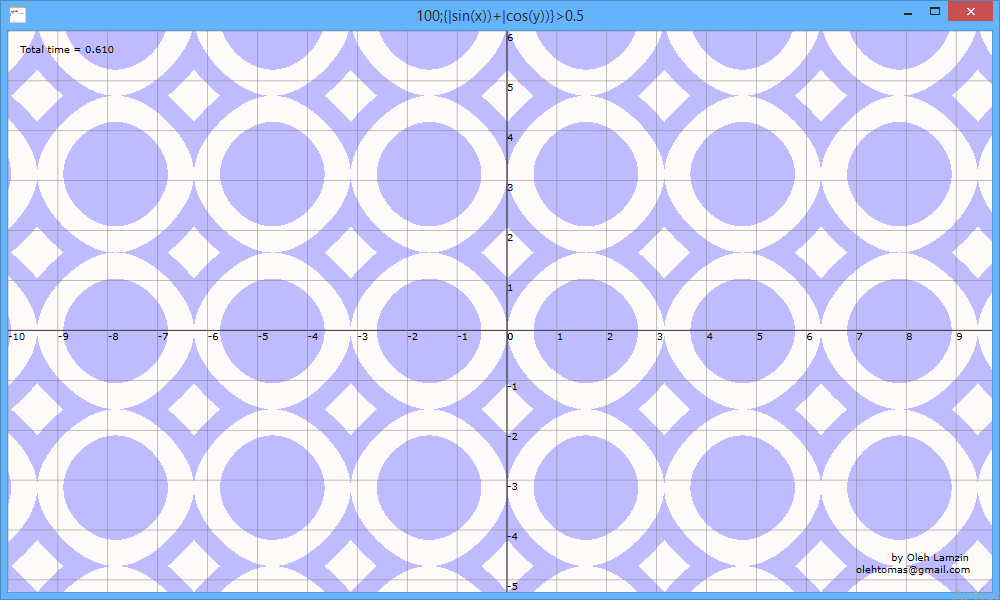 100;{|sin(x))+|cos(y))}>0.5
Total time = 0.610
6
5
4
3
2
1
-10 -9 -8 -7 -6 -5 -4 -3 -2 -1 0 1 2 3 4 5 6 7 8 9
-1
-2
-3
-4
by Oleh Lamzin
olehtomas@gmail.com
-5